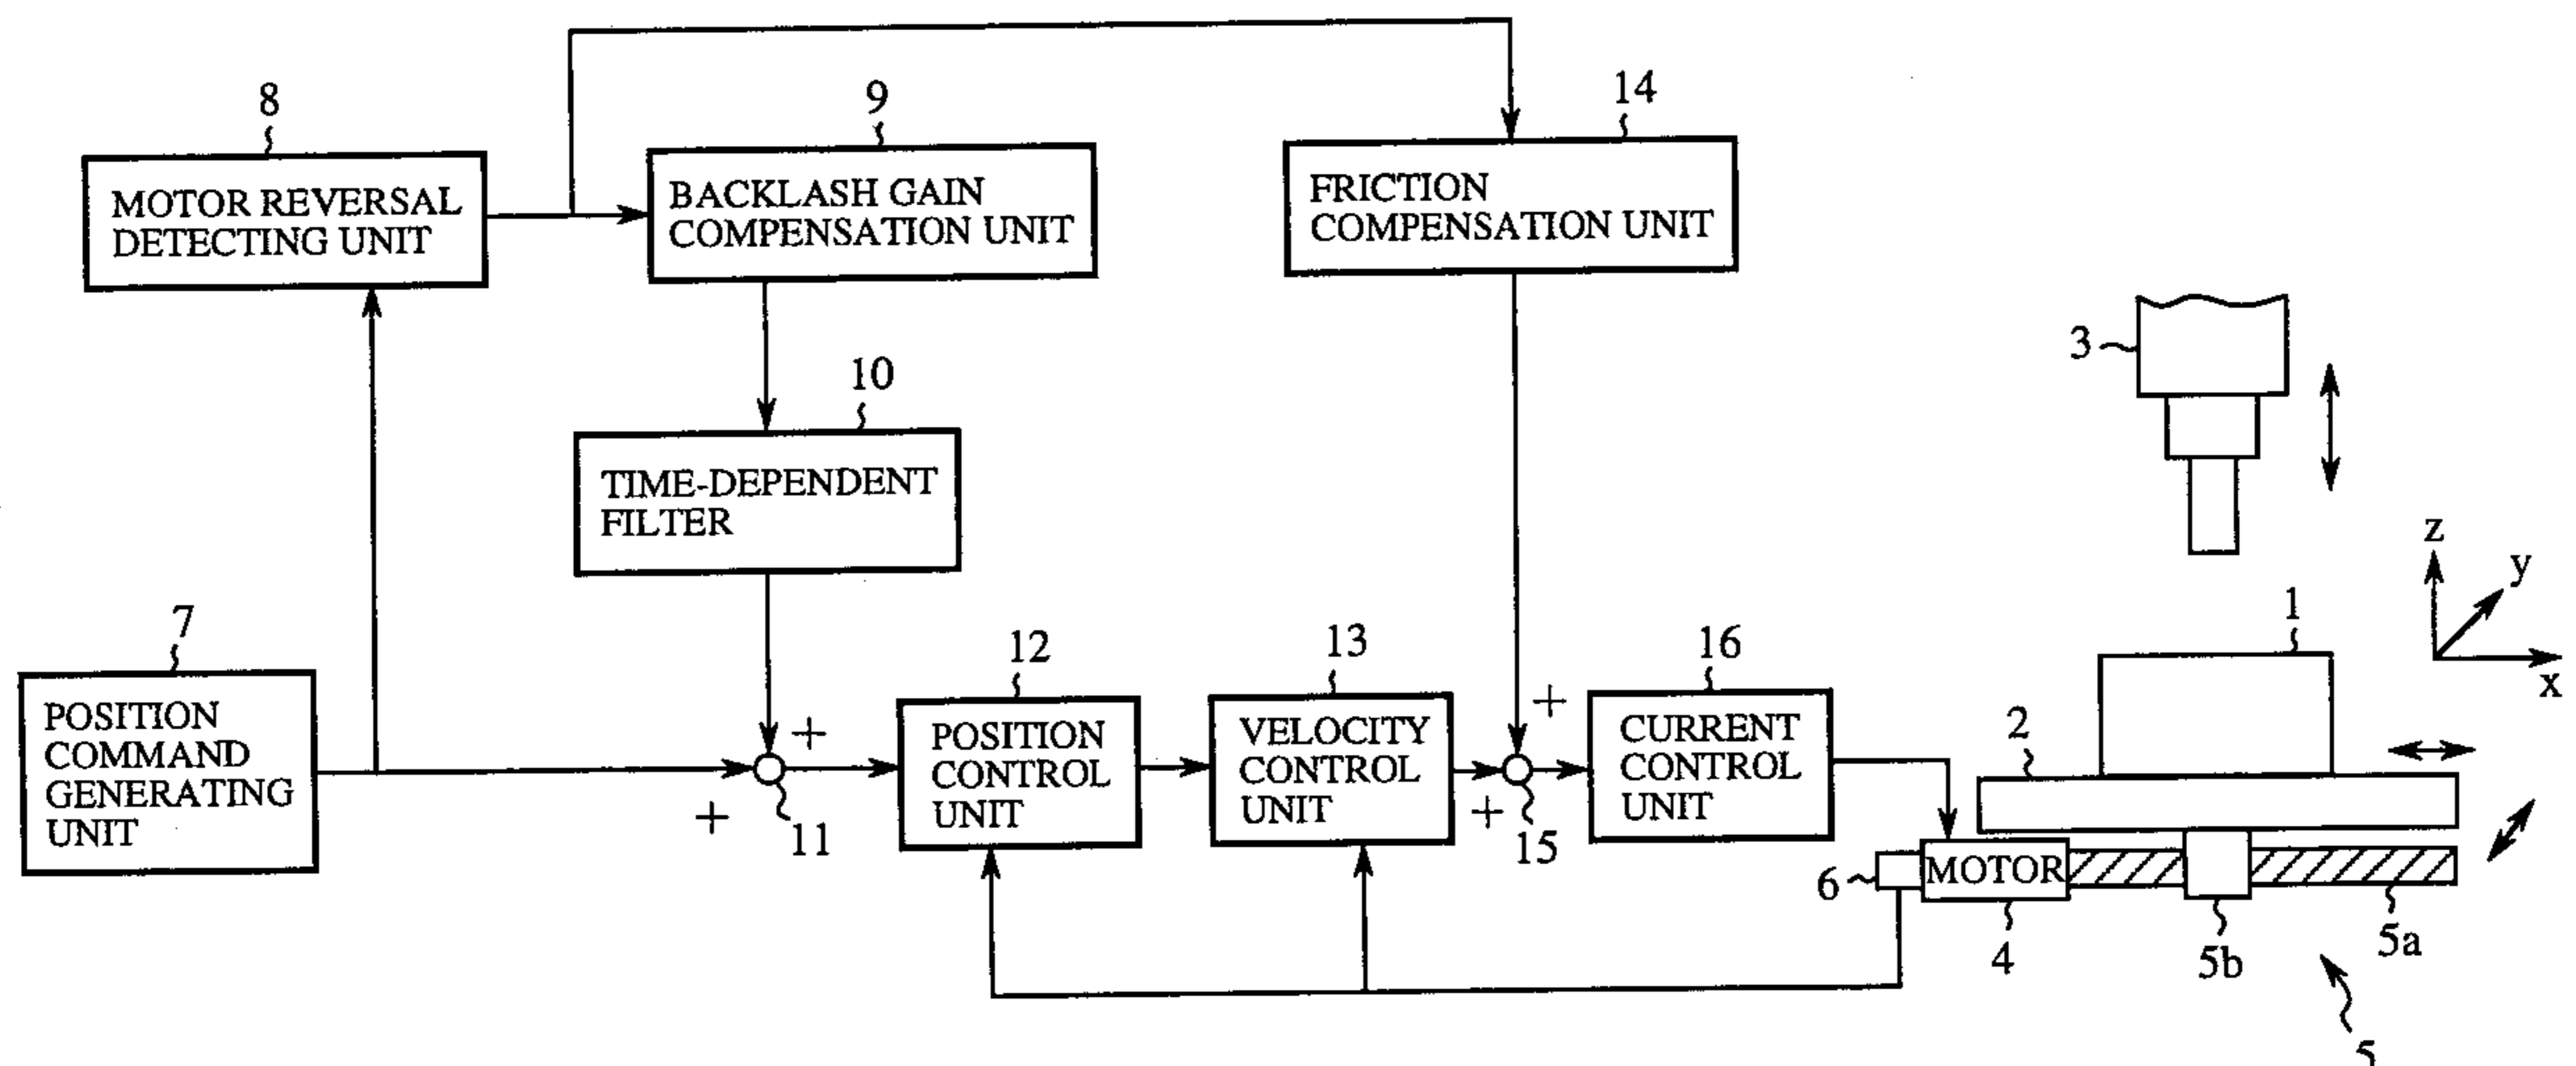 8
9
14
MOTOR REVERSAL
DETECTING UNIT
BACKLASH GAIN
COMPENSATION UNIT
FRICTION
COMPENSATION UNIT
3
10
TIME-DEPENDENT
FILTER
z
y
x
7
12
13
16
1
2
POSITION
COMMAND
GENERATING
UNIT
+
+
11
POSITION
CONTROL
UNIT
VELOCITY
CONTROL
UNIT
+
+
15
CURRENT
CONTROL
UNIT
6
MOTOR
4
5b
5a
5